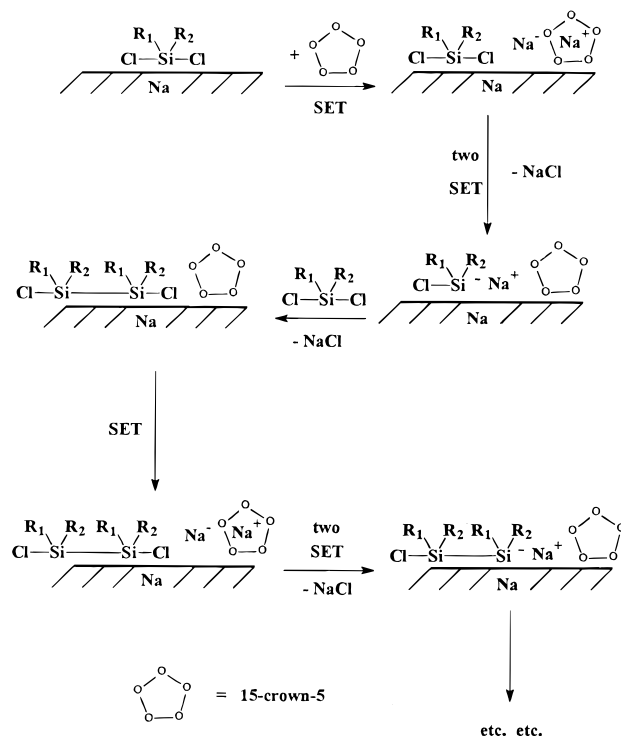 R₁ R₂
Cl-Si-Cl
Na
+
O O O O O
SET
R₁ R₂
Cl-Si-Cl
Na⁻ Na⁺
O O O O O
Na
two
SET
- NaCl
R₁ R₂
Cl-Si⁻ Na⁺
O O O O O
Na
R₁ R₂
Cl-Si-Cl
- NaCl
R₁ R₂ R₁ R₂
Cl-Si-Si-Cl
O O O O O
Na
SET
R₁ R₂ R₁ R₂
Cl-Si-Si-Cl
Na⁻ Na⁺
O O O O O
Na
two
SET
- NaCl
R₁ R₂ R₁ R₂
Cl-Si-Si⁻ Na⁺
O O O O O
Na
O O O O O
= 15-crown-5
etc. etc.